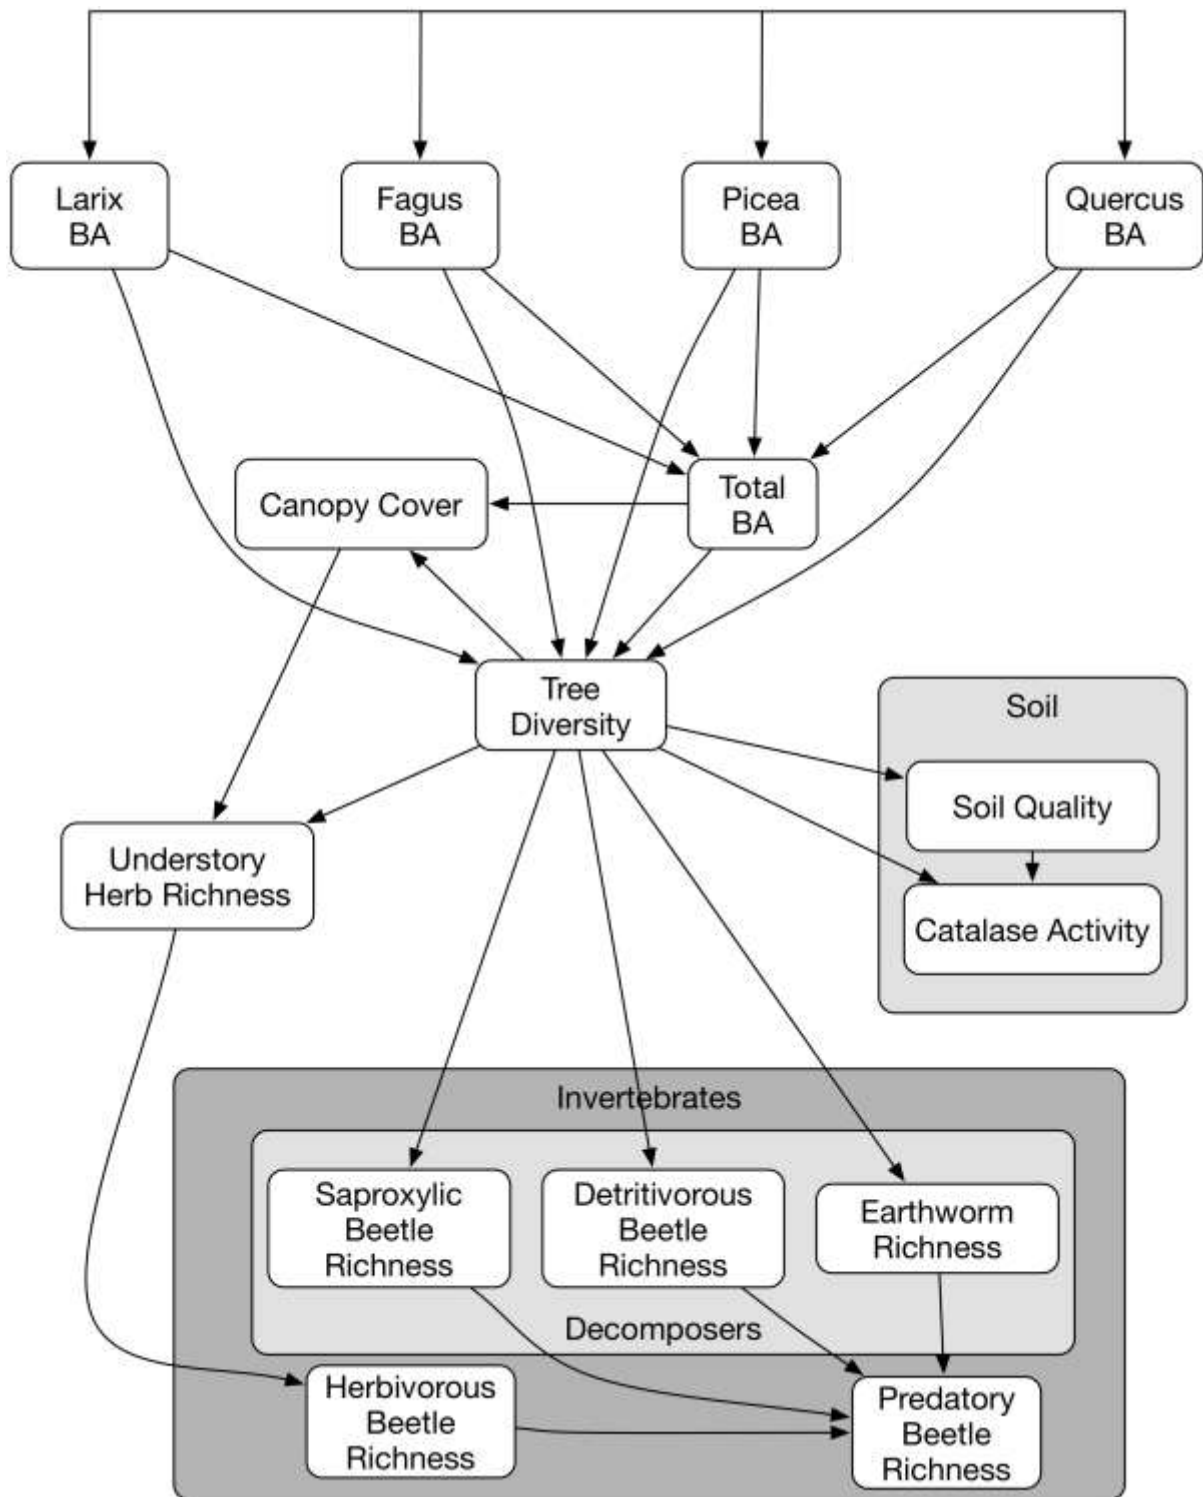 Larix
BA
Fagus
BA
Picea
BA
Quercus
BA
Canopy Cover
Total
BA
Tree
Diversity
Soil
Soil Quality
Catalase Activity
Understory
Herb Richness
Invertebrates
Saproxylic
Beetle
Richness
Detritivorous
Beetle
Richness
Earthworm
Richness
Decomposers
Herbivorous
Beetle
Richness
Predatory
Beetle
Richness